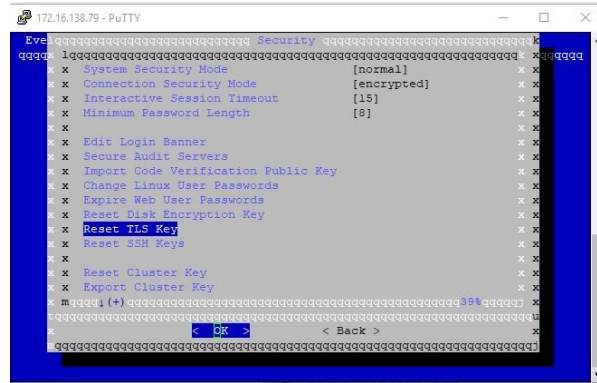 172.16.138.79 - PuTTY
Eve
Security
System Security Mode [normal]
Connection Security Mode [encrypted]
Interactive Session Timeout [15]
Minimum Password Length [8]
Edit Login Banner
Secure Audit Servers
Import Code Verification Public Key
Change Linux User Passwords
Expire Web User Passwords
Reset Disk Encryption Key
Reset TLS Key
Reset SSH Keys
Reset Cluster Key
Export Cluster Key
↓(+) 39%
< OK > < Back >